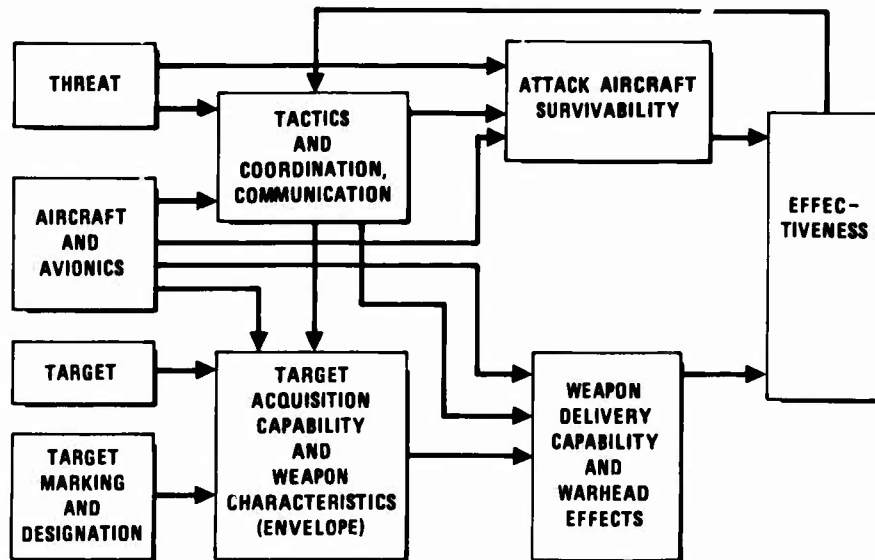 THREAT
TACTICS
AND
COORDINATION,
COMMUNICATION
ATTACK AIRCRAFT
SURVIVABILITY
EFFEC-
TIVENESS
AIRCRAFT
AND
AVIONICS
TARGET
TARGET
MARKING
AND
DESIGNATION
TARGET
ACQUISITION
CAPABILITY
AND
WEAPON
CHARACTERISTICS
(ENVELOPE)
WEAPON
DELIVERY
CAPABILITY
AND
WARHEAD
EFFECTS